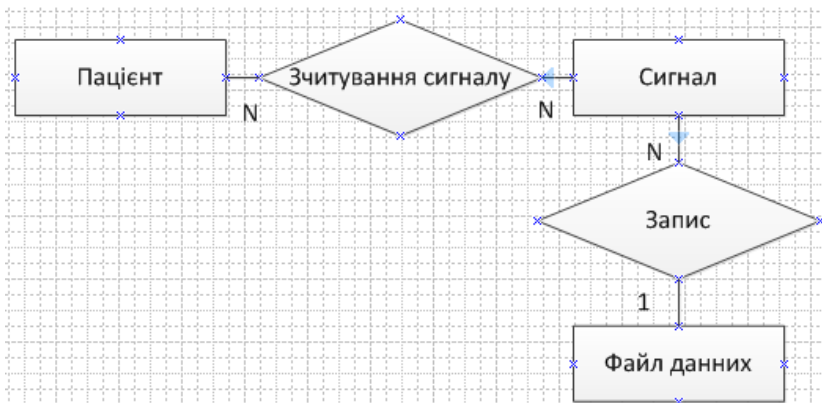 Пацієнт
Зчитування сигналу
Сигнал
N
N
N
Запис
1
Файл данних